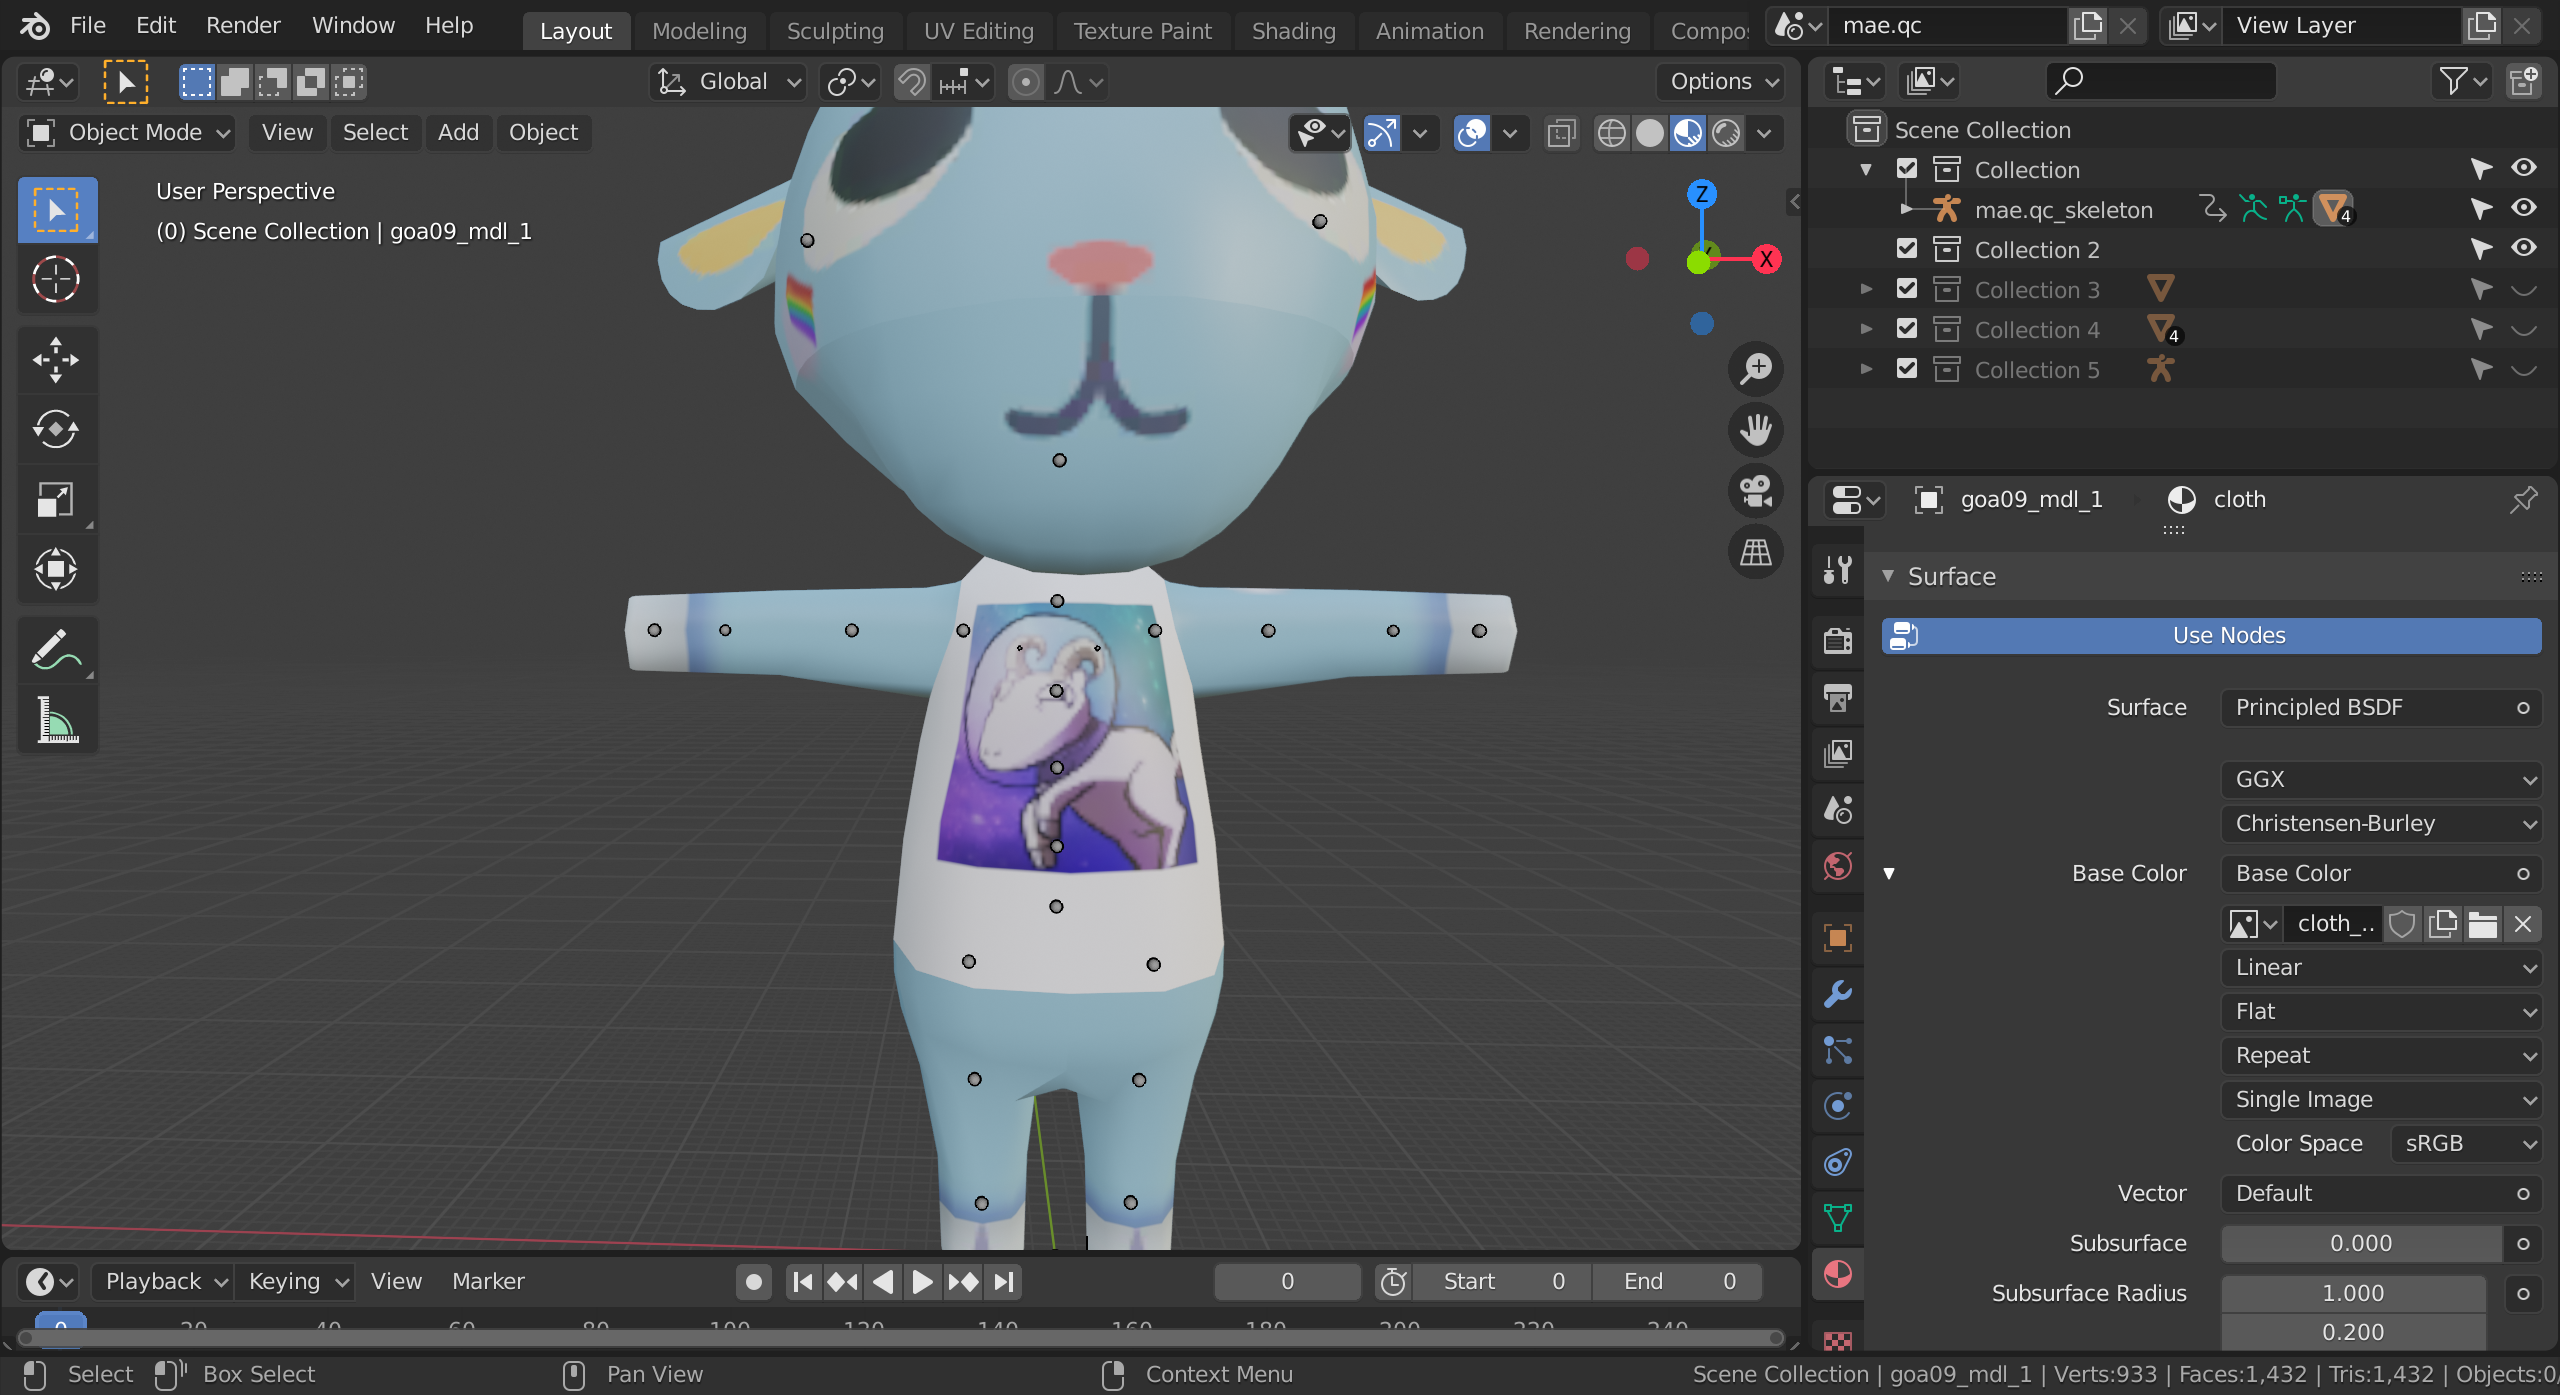 File Edit Render Window Help Layout Modeling Sculpting UV Editing Texture Paint Shading Animation Rendering mae.qc View Layer
Global Options
Object Mode View Select Add Object
User Perspective
(0) Scene Collection | goa09_mdl_1
Z
X
Scene Collection
Collection
mae.qc_skeleton 4
Collection 2
Collection 3
Collection 4 4
Collection 5
goa09_mdl_1 cloth
Surface
Use Nodes
Surface Principled BSDF
GGX
Christensen-Burley
Base Color Base Color
cloth_..
Linear
Flat
Repeat
Single Image
Color Space sRGB
Vector Default
Subsurface 0.000
Subsurface Radius 1.000
0.200
Playback Keying View Marker 0 Start 0 End 0
0 20 40 60 80 100 120 140 160 180 200 220 240
Select Box Select Pan View Context Menu Scene Collection | goa09_mdl_1 | Verts:933 | Faces:1,432 | Tris:1,432 | Objects:0/